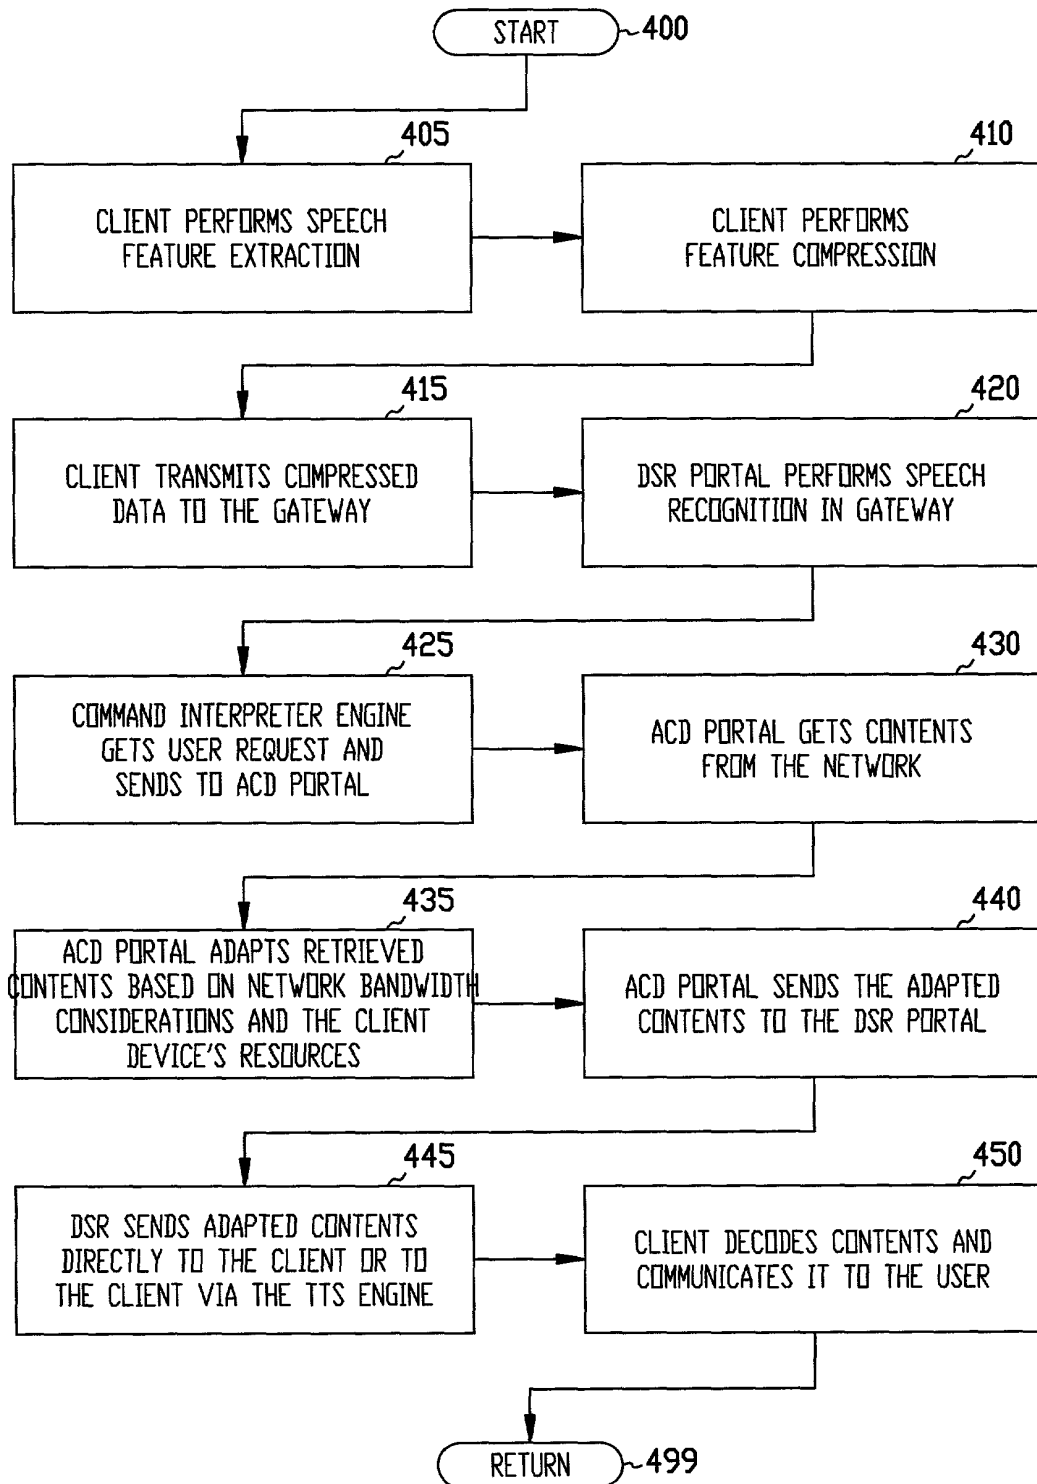 START
400
405
CLIENT PERFORMS SPEECH
FEATURE EXTRACTION
410
CLIENT PERFORMS
FEATURE COMPRESSION
415
CLIENT TRANSMITS COMPRESSED
DATA TO THE GATEWAY
420
DSR PORTAL PERFORMS SPEECH
RECOGNITION IN GATEWAY
425
COMMAND INTERPRETER ENGINE
GETS USER REQUEST AND
SENDS TO ACD PORTAL
430
ACD PORTAL GETS CONTENTS
FROM THE NETWORK
435
ACD PORTAL ADAPTS RETRIEVED
CONTENTS BASED ON NETWORK BANDWIDTH
CONSIDERATIONS AND THE CLIENT
DEVICE'S RESOURCES
440
ACD PORTAL SENDS THE ADAPTED
CONTENTS TO THE DSR PORTAL
445
DSR SENDS ADAPTED CONTENTS
DIRECTLY TO THE CLIENT OR TO
THE CLIENT VIA THE TTS ENGINE
450
CLIENT DECODES CONTENTS AND
COMMUNICATES IT TO THE USER
RETURN
499